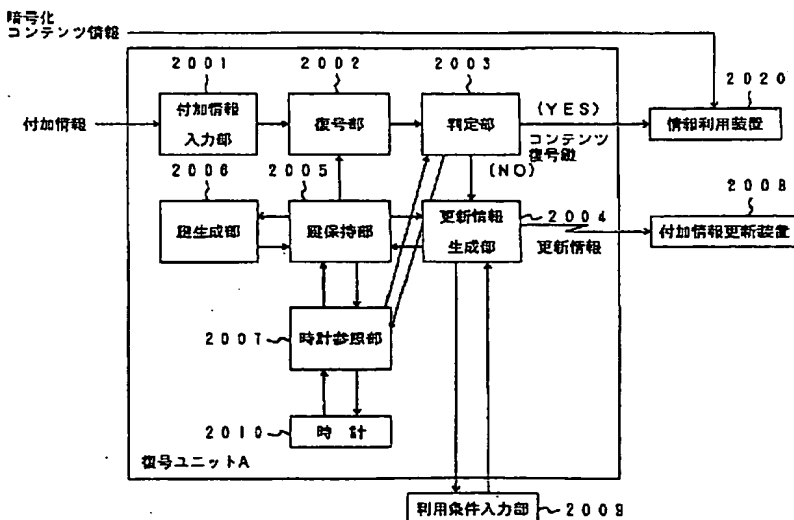 暗号化
コンテンツ情報
2001
2002
2003
2020
付加情報
付加情報
入力部
復号部
判定部
(YES)
コンテンツ
復号鍵
情報利用装置
(NO)
2006
2005
2004
2008
鍵生成部
鍵保持部
更新情報
生成部
更新情報
付加情報更新装置
2007
時計参照部
2010
時計
復号ユニットA
利用条件入力部
2009